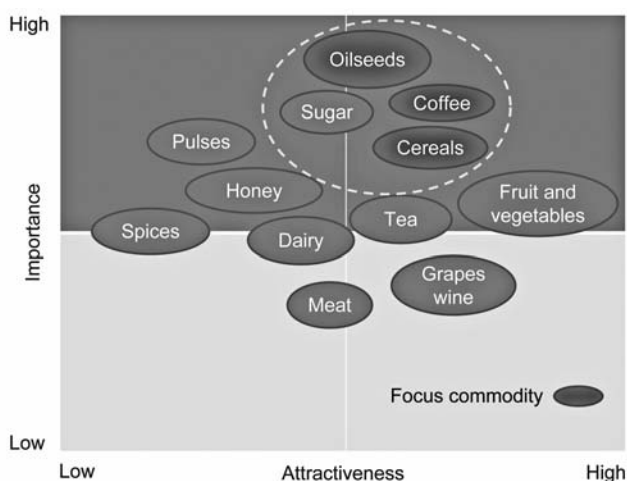 High
Oilseeds
Sugar
Coffee
Pulses
Cereals
Honey
Fruit and
vegetables
Spices
Dairy
Tea
Importance
Grapes
wine
Meat
Focus commodity
Low
Low
Attractiveness
High